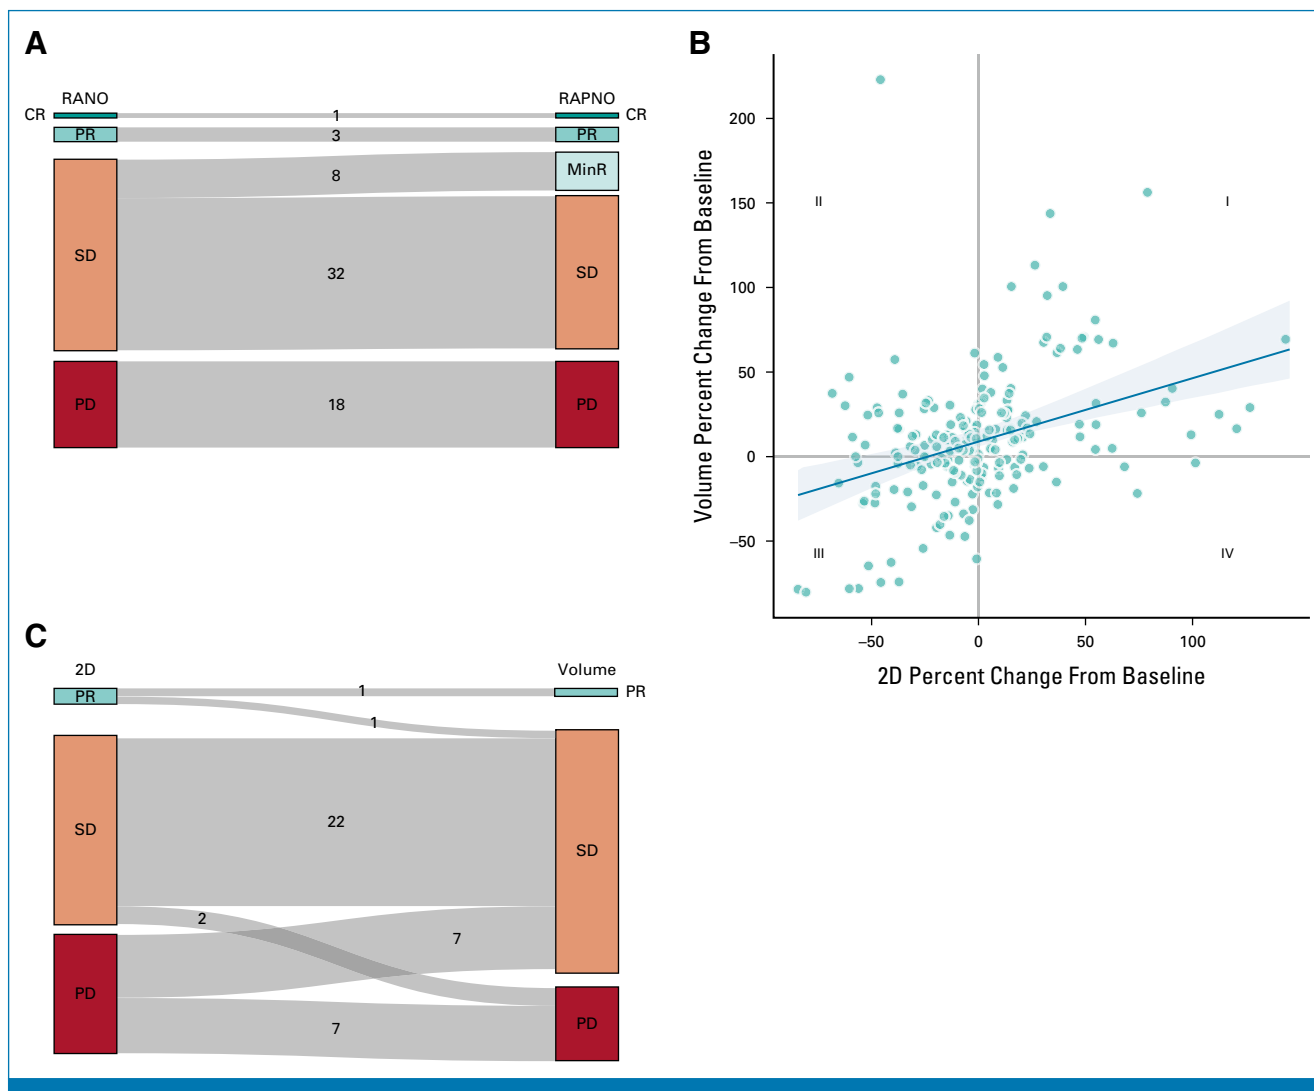 A
RANO
RAPNO
CR
1
CR
PR
3
PR
8
MinR
SD
32
SD
PD
18
PD
B
Volume Percent Change From Baseline
200
150
100
50
0
–50
II
I
III
IV
–50
0
50
100
2D Percent Change From Baseline
C
2D
Volume
PR
1
PR
1
SD
22
SD
2
7
PD
7
PD